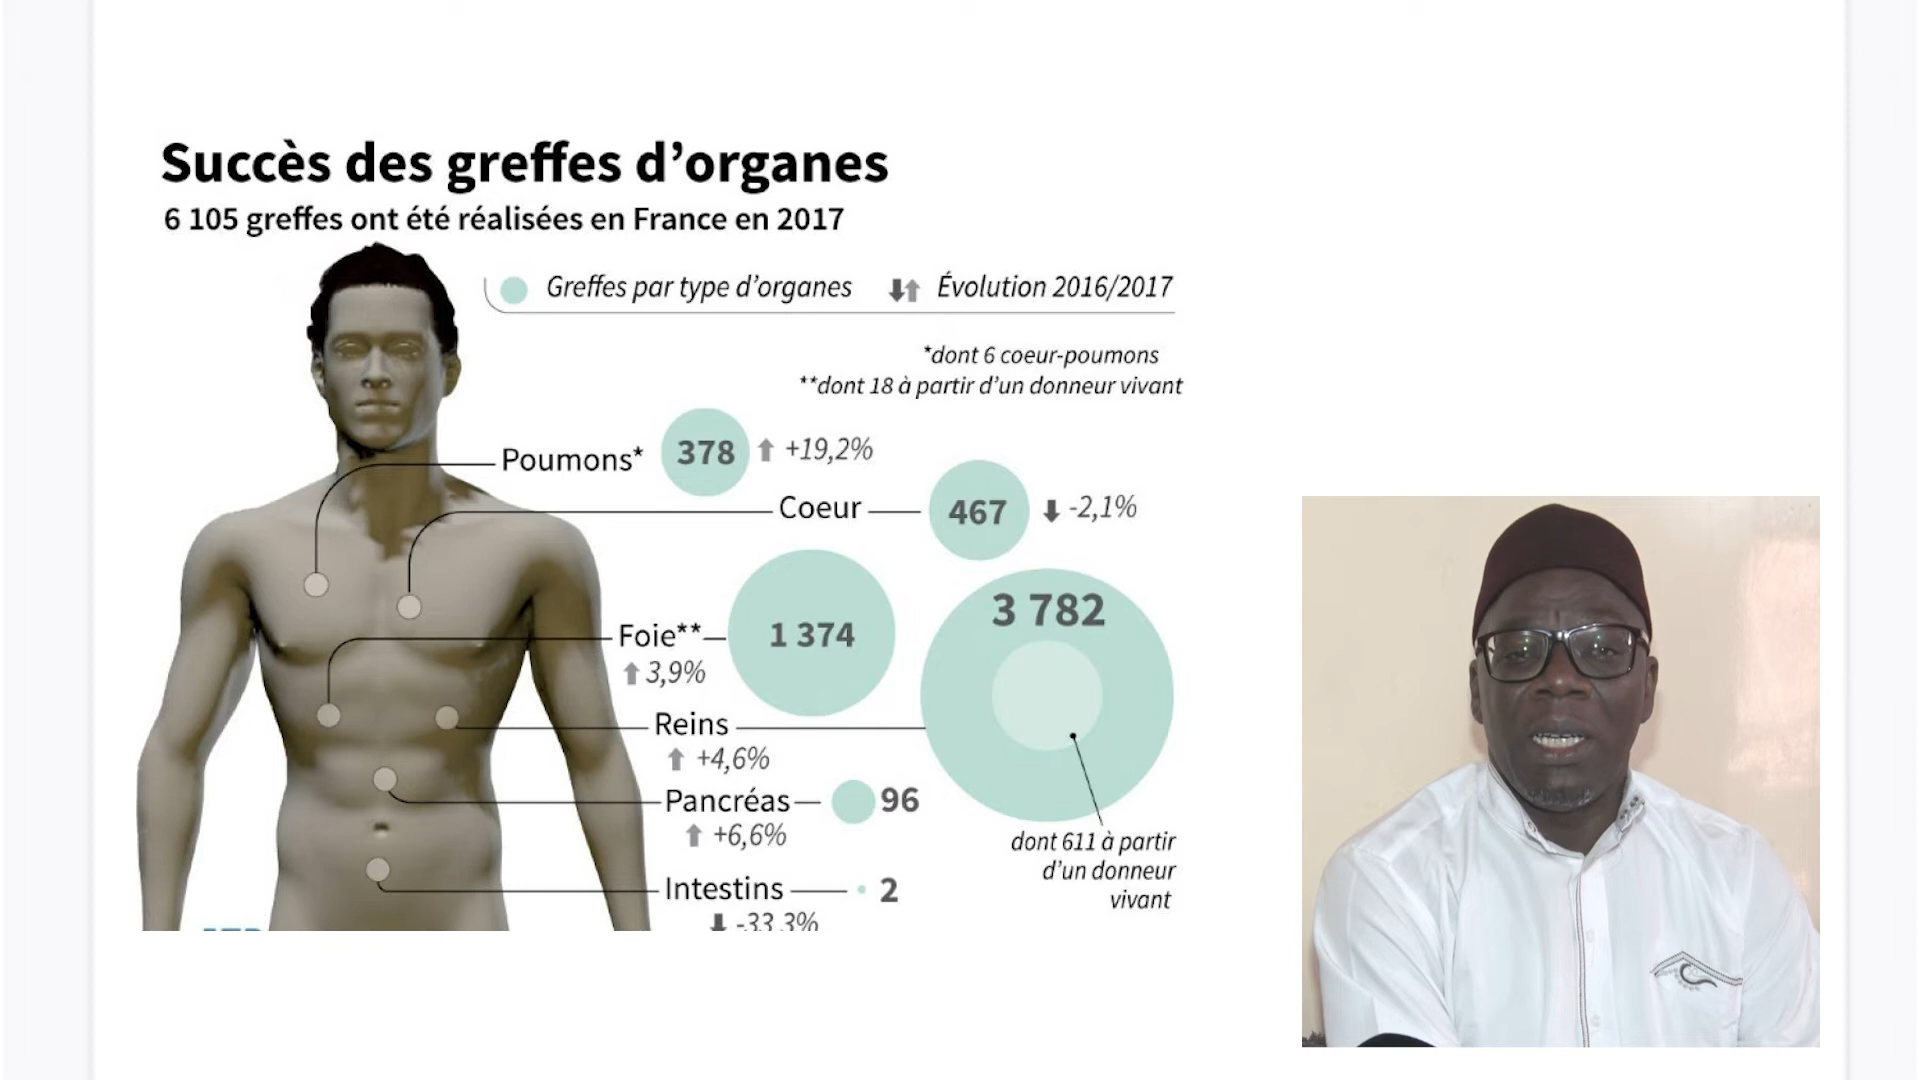 Succès des greffes d'organes
6 105 greffes ont été réalisées en France en 2017
Greffes par type d'organes
Évolution 2016/2017
*dont 6 coeur-poumons
**dont 18 à partir d'un donneur vivant
Poumons* 378 +19,2%
Coeur 467 -2,1%
Foie** 1 374
3,9%
3 782
Reins
+4,6%
Pancréas 96
+6,6%
dont 611 à partir
d'un donneur
vivant
Intestins 2
-33,3%